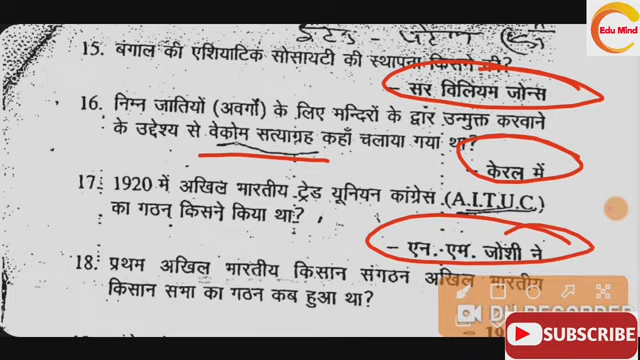 Edu Mind
15. बंगाल की एशियाटिक सोसायटी की स्थापना किसने की?
– सर विलियम जोन्स
16. निम्न जातियों (अवर्गों) के लिए मन्दिरों के द्वार उन्मुक्त करवाने
के उद्देश्य से वेकोम सत्याग्रह कहाँ चलाया गया था?
– केरल में
17. 1920 में अखिल भारतीय ट्रेड यूनियन कांग्रेस (A.I.T.U.C.)
का गठन् किसने किया था?
– एन. एम. जोशी ने
18. प्रथम अखिल भारतीय किसान संगठन अखिल भारतीय
किसान सभा का गठन कब हुआ था?
DU RECORDER
SUBSCRIBE